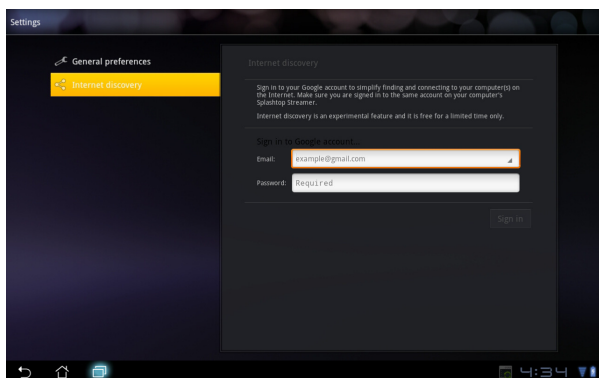 Settings
General preferences
Internet discovery
Internet discovery
Sign in to your Google account to simplify finding and connecting to your computer(s) on
the Internet. Make sure you are signed in to the same account on your computer's
Splashtop Streamer.
Internet discovery is an experimental feature and it is free for a limited time only.
Sign in to Google account...
Email: example@gmail.com
Password: Required
Sign in
4:34